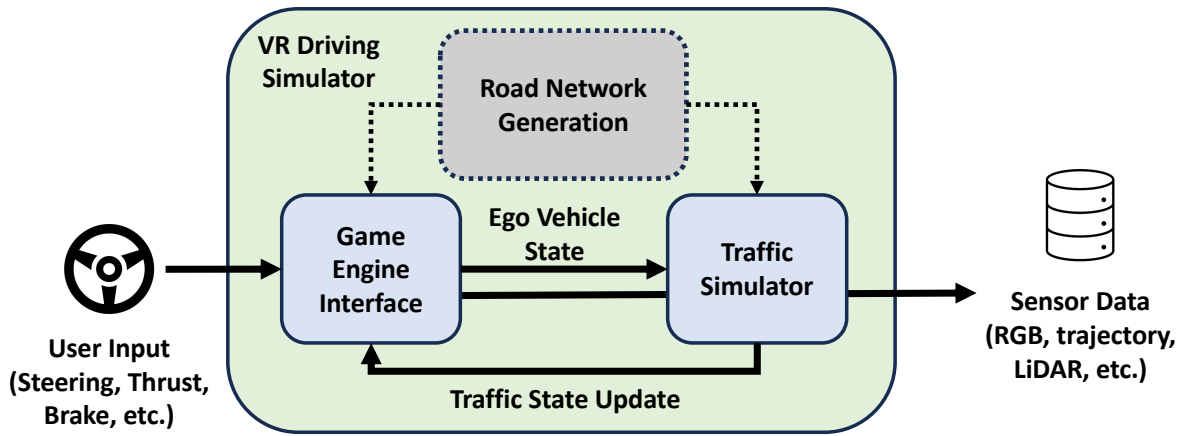 VR Driving
Simulator
Road Network
Generation
Ego Vehicle
State
Game
Engine
Interface
Traffic
Simulator
User Input
(Steering, Thrust,
Brake, etc.)
Sensor Data
(RGB, trajectory,
LiDAR, etc.)
Traffic State Update